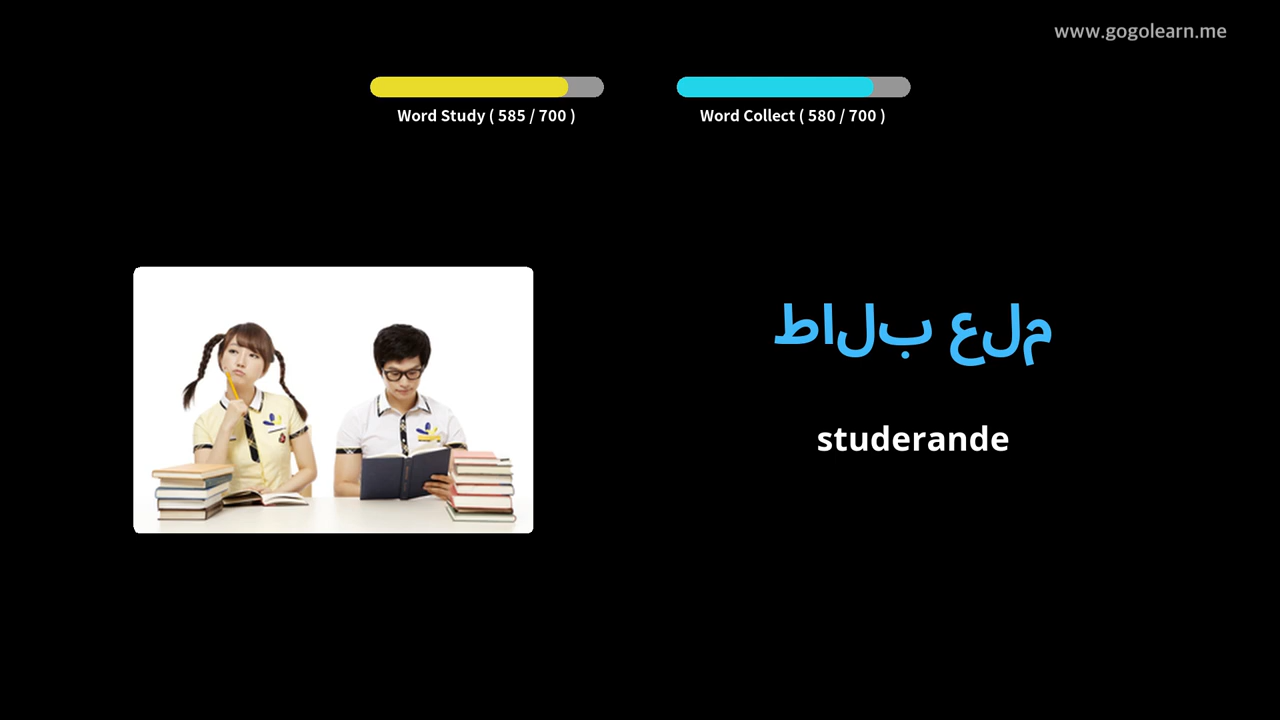 www.gogolearn.me
Word Study ( 585 / 700 )
Word Collect ( 580 / 700 )
طالب علم
studerande